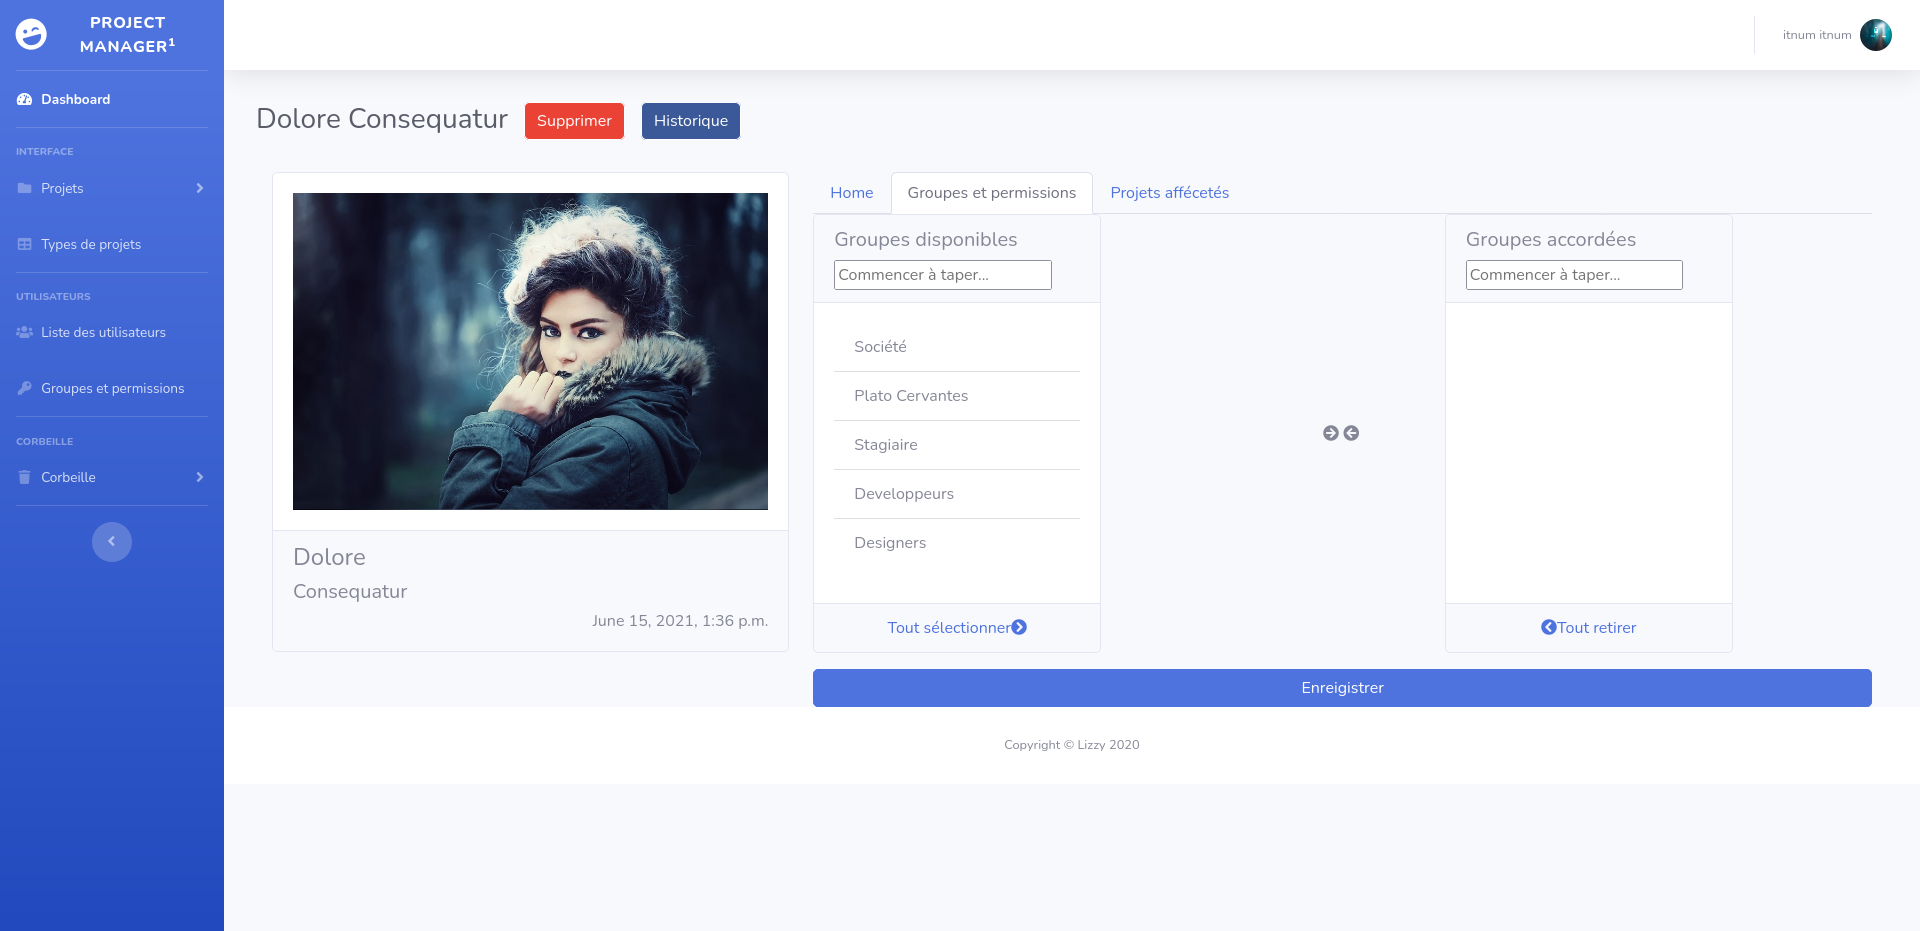 PROJECT
MANAGER1
Dashboard
INTERFACE
Projets
Types de projets
UTILISATEURS
Liste des utilisateurs
Groupes et permissions
CORBEILLE
Corbeille
itnum itnum
Dolore Consequatur
Supprimer
Historique
Dolore
Consequatur
June 15, 2021, 1:36 p.m.
Home
Groupes et permissions
Projets affécetés
Groupes disponibles
Commencer à taper...
Société
Plato Cervantes
Stagiaire
Developpeurs
Designers
Tout sélectionner
Groupes accordées
Commencer à taper...
Tout retirer
Enreigistrer
Copyright © Lizzy 2020